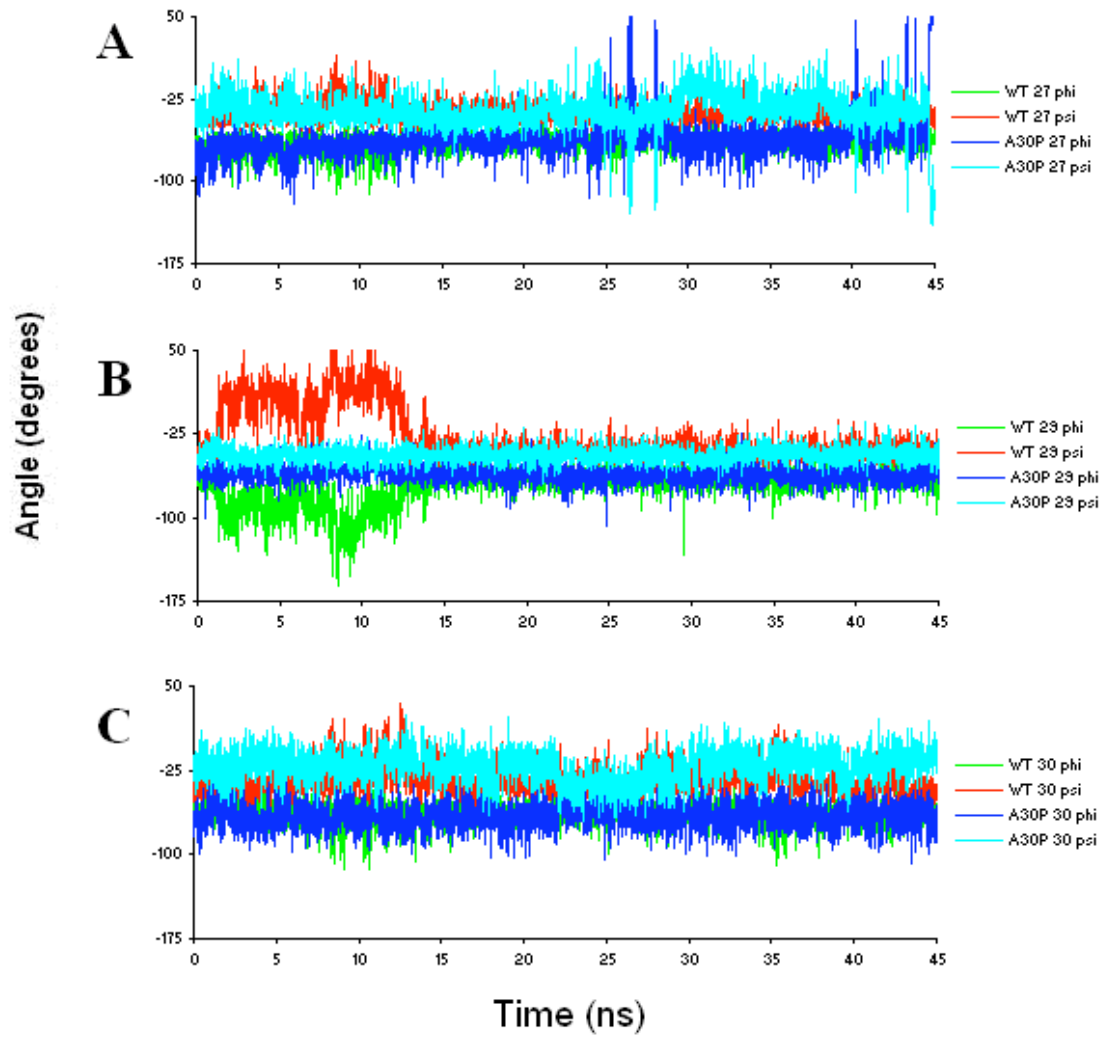 A
50
-25
-100
-175
0 5 10 15 20 25 30 35 40 45
WT 27 phi
WT 27 psi
A30P 27 phi
A30P 27 psi
B
50
-25
-100
-175
0 5 10 15 20 25 30 35 40 45
WT 29 phi
WT 29 psi
A30P 29 phi
A30P 29 psi
C
50
-25
-100
-175
0 5 10 15 20 25 30 35 40 45
WT 30 phi
WT 30 psi
A30P 30 phi
A30P 30 psi
Angle (degrees)
Time (ns)